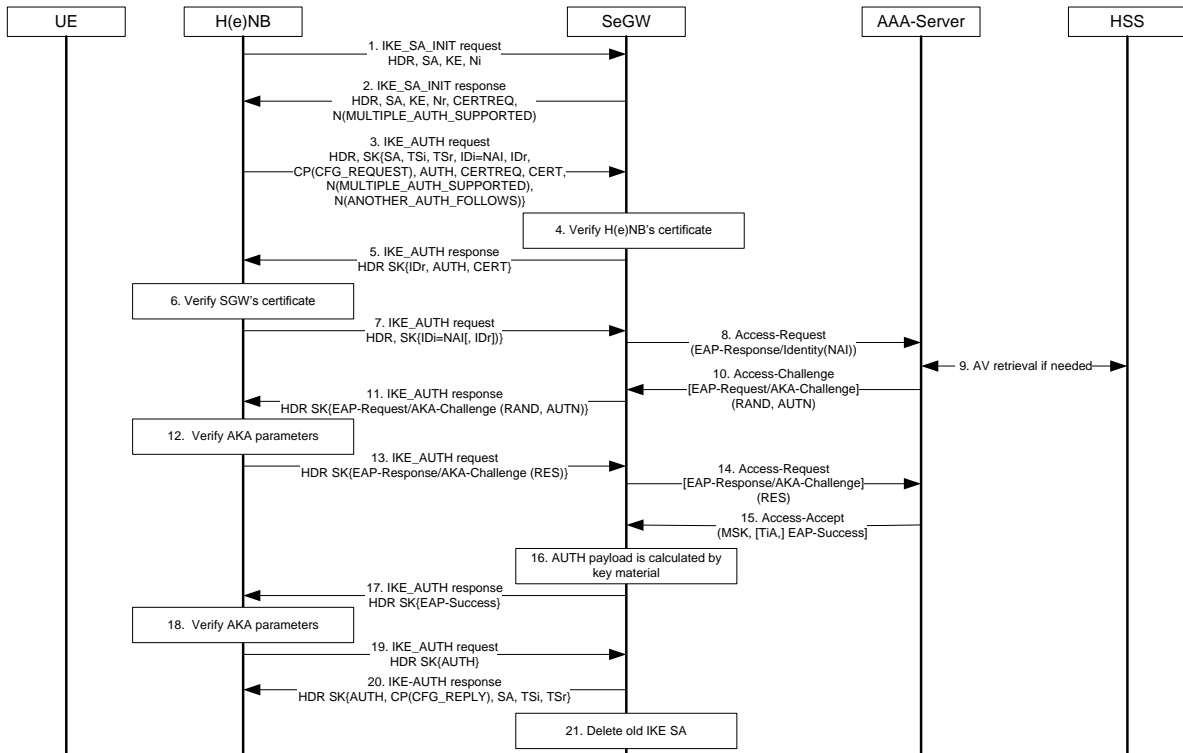 UE
H(e)NB
SeGW
AAA-Server
HSS
1. IKE_SA_INIT request
HDR, SA, KE, Ni
2. IKE_SA_INIT response
HDR, SA, KE, Nr, CERTREQ,
N(MULTIPLE_AUTH_SUPPORTED)
3. IKE_AUTH request
HDR, SK{SA, TSi, TSr, IDi=NAI, IDr,
CP(CFG_REQUEST), AUTH, CERTREQ, CERT,
N(MULTIPLE_AUTH_SUPPORTED),
N(ANOTHER_AUTH_FOLLOWS)}
4. Verify H(e)NB's certificate
5. IKE_AUTH response
HDR SK{IDr, AUTH, CERT}
6. Verify SGW's certificate
7. IKE_AUTH request
HDR, SK{IDi=NAI[, IDr])}
8. Access-Request
(EAP-Response/Identity(NAI))
9. AV retrieval if needed
10. Access-Challenge
[EAP-Request/AKA-Challenge]
(RAND, AUTN)
11. IKE_AUTH response
HDR SK{EAP-Request/AKA-Challenge (RAND, AUTN)}
12. Verify AKA parameters
13. IKE_AUTH request
HDR SK{EAP-Response/AKA-Challenge (RES)}
14. Access-Request
[EAP-Response/AKA-Challenge]
(RES)
15. Access-Accept
(MSK, [TiA,] EAP-Success]
16. AUTH payload is calculated by
key material
17. IKE_AUTH response
HDR SK{EAP-Success}
18. Verify AKA parameters
19. IKE_AUTH request
HDR SK{AUTH}
20. IKE-AUTH response
HDR SK{AUTH, CP(CFG_REPLY), SA, TSi, TSr}
21. Delete old IKE SA